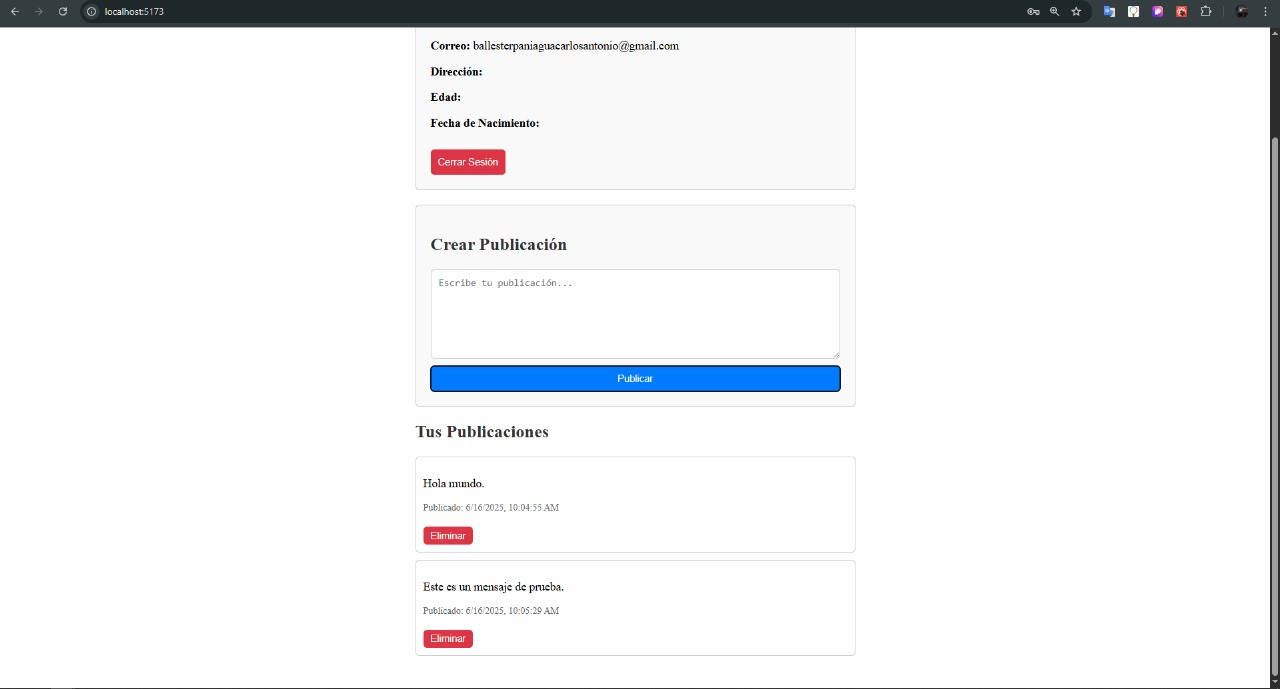 localhost:5173
Correo: ballesterpaniaguacarlosantonio@gmail.com
Dirección:
Edad:
Fecha de Nacimiento:
Cerrar Sesión
Crear Publicación
Escribe tu publicación...
Publicar
Tus Publicaciones
Hola mundo.
Publicado: 6/16/2025, 10:04:55 AM
Eliminar
Este es un mensaje de prueba.
Publicado: 6/16/2025, 10:05:29 AM
Eliminar